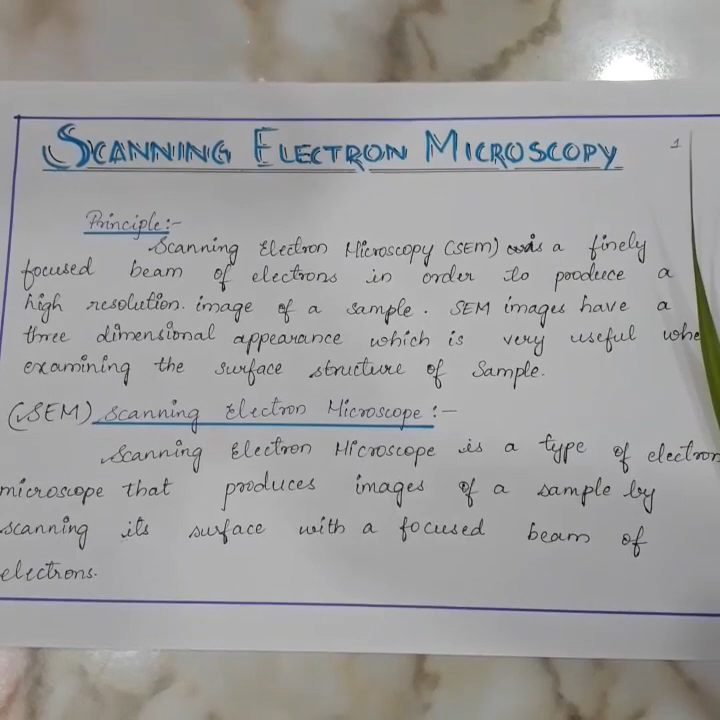 SCANNING ELECTRON MICROSCOPY
1
Principle:-
Scanning Electron Microscopy (SEM) is a finely
focused beam of electrons in order to produce a
high resolution. image of a sample. SEM images have a
three dimensional appearance which is very useful whe
examining the surface structure of Sample.
(SEM) Scanning Electron Microscope:-
Scanning Electron Microscope is a type of electron
microscope that produces images of a sample by
scanning its surface with a focused beam of
electrons.